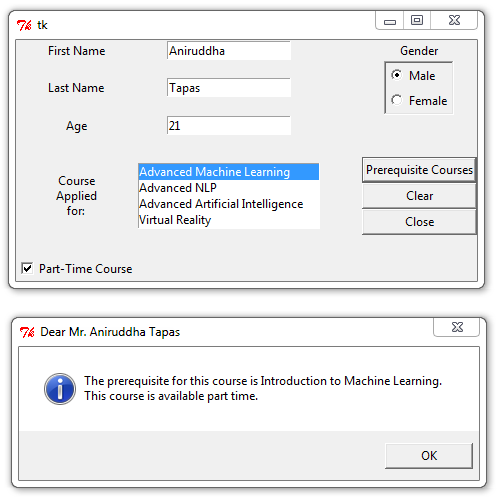 tk
First Name
Aniruddha
Gender
Male
Female
Last Name
Tapas
Age
21
Course
Applied
for:
Advanced Machine Learning
Advanced NLP
Advanced Artificial Intelligence
Virtual Reality
Prerequisite Courses
Clear
Close
Part-Time Course
Dear Mr. Aniruddha Tapas
The prerequisite for this course is Introduction to Machine Learning.
This course is available part time.
OK